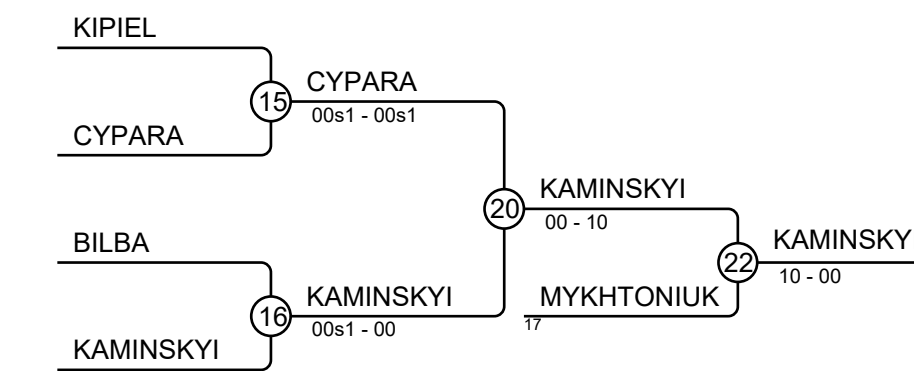 KIPIEL
CYPARA
15
00s1 - 00s1
CYPARA
20
KAMINSKYI
00 - 10
BILBA
22
KAMINSKY
10 - 00
16
KAMINSKYI
00s1 - 00
MYKHTONIUK
17
KAMINSKYI